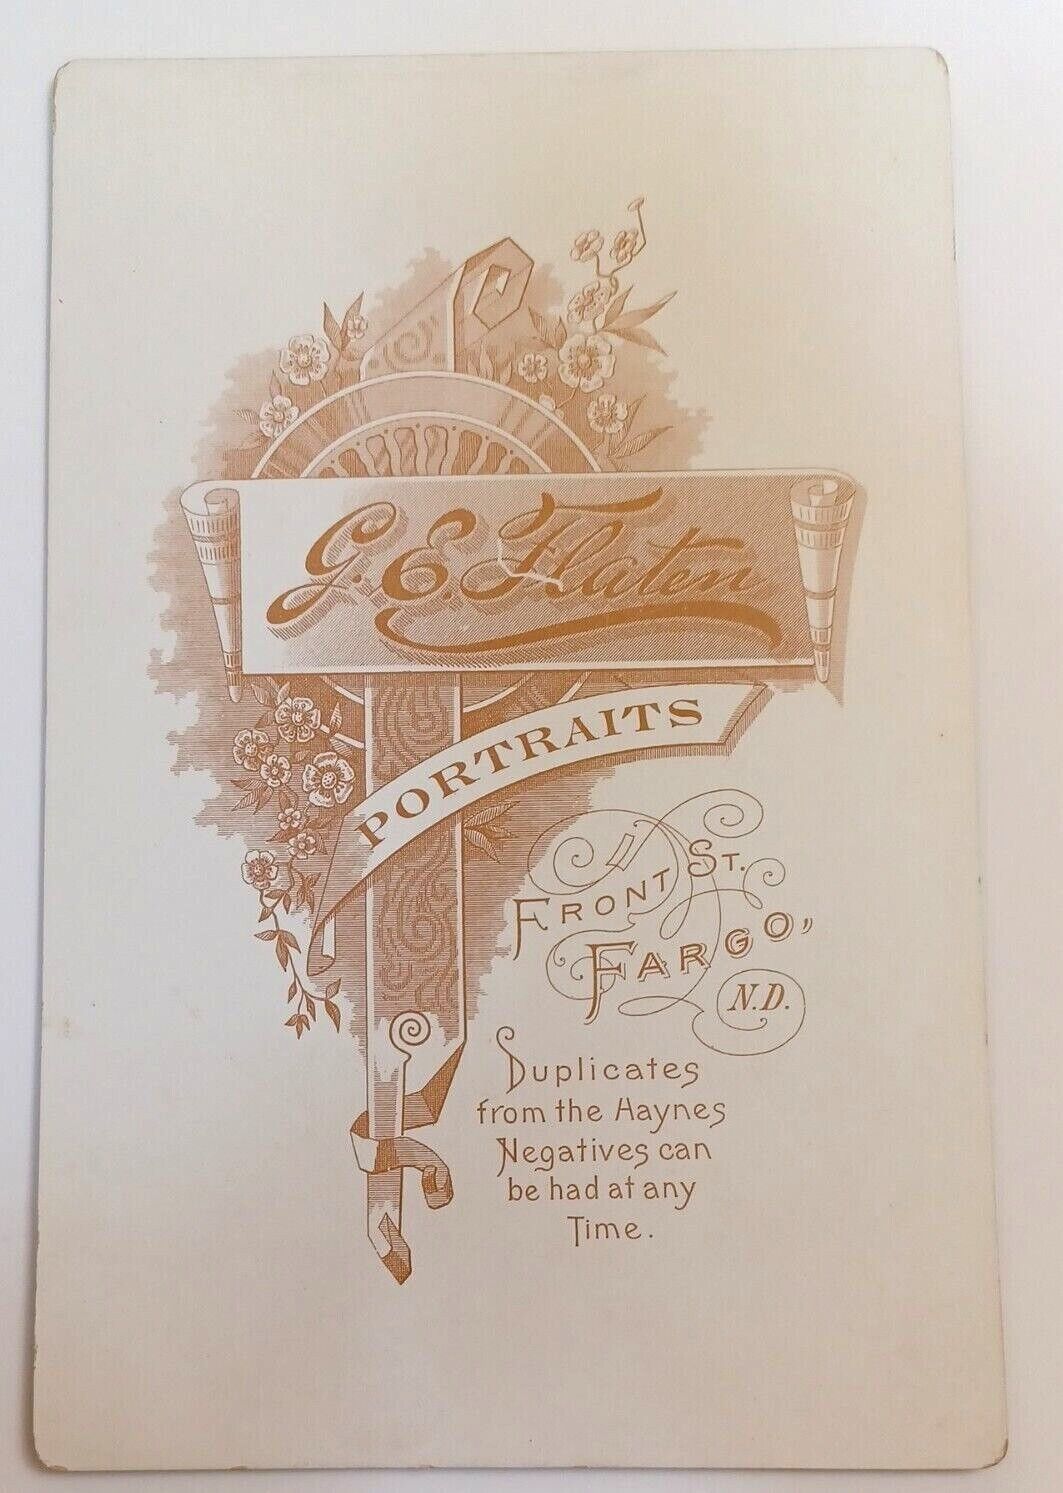 G. E. Flaten
PORTRAITS
FRONT ST.
FARGO,
N.D.
Duplicates
from the Haynes
Negatives can
be had at any
Time.